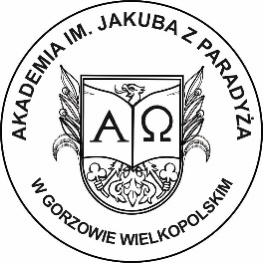 AKADEMIA IM. JAKUBA Z PARADYŻA
Α Ω
W GORZOWIE WIELKOPOLSKIM